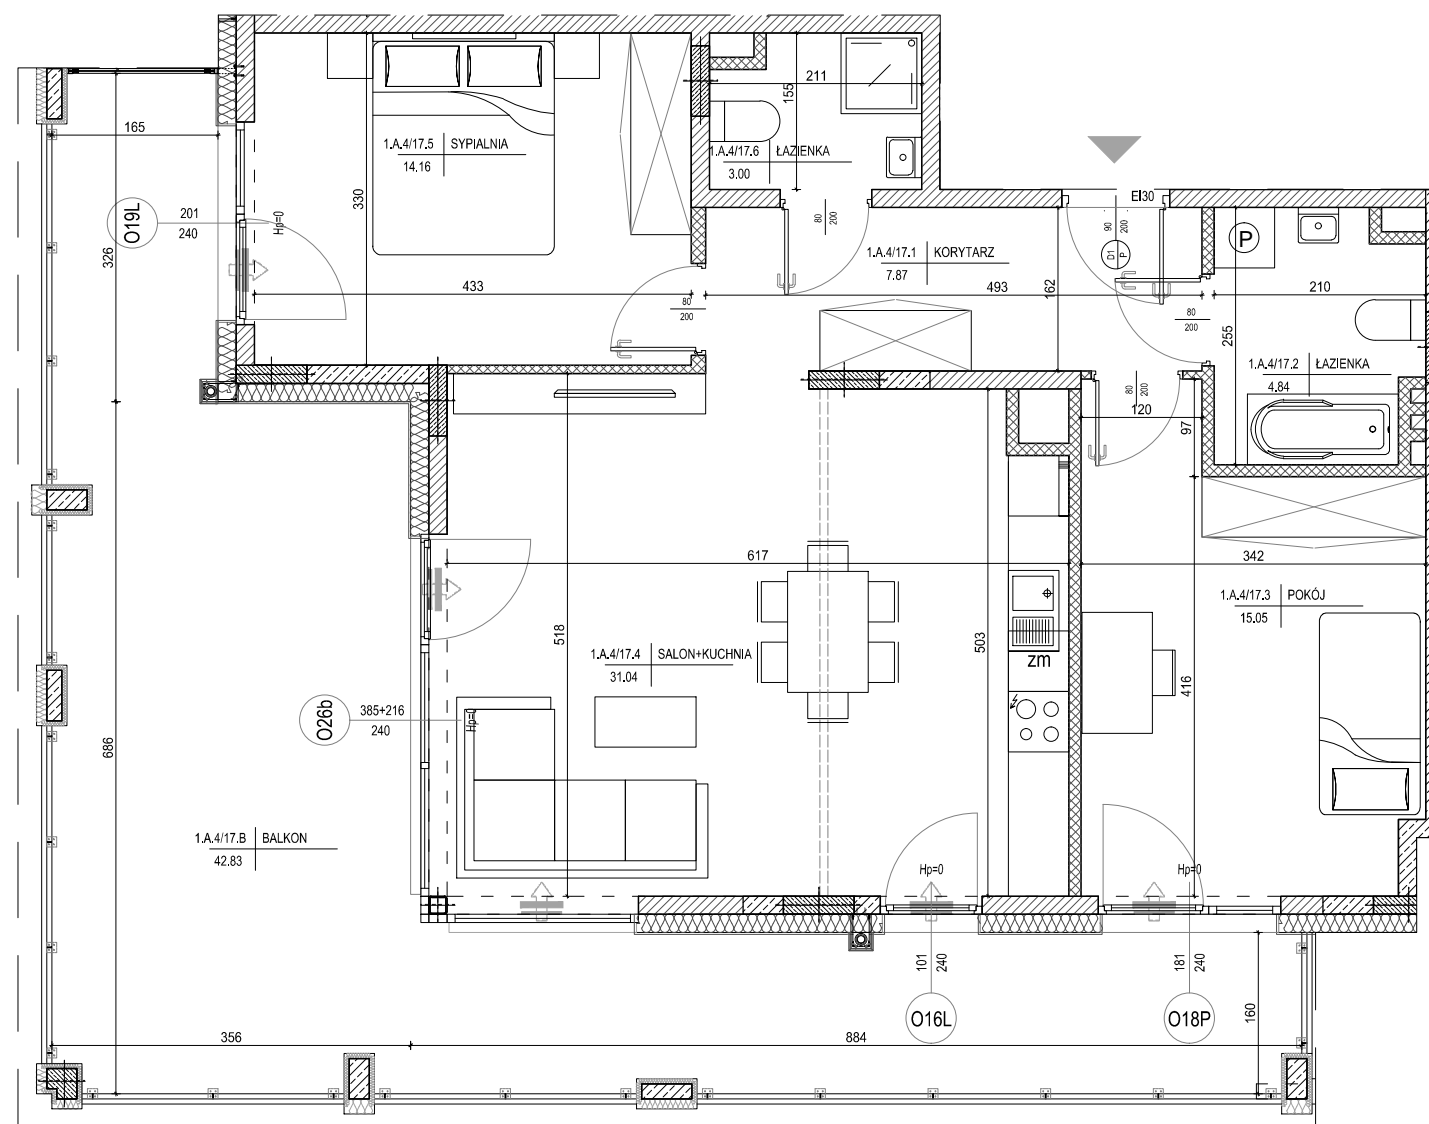 330
1.A.4/17.5 SYPIALNIA
14.16
433
211
155
1.A.4/17.6 ŁAZIENKA
3.00
165
O19L
201
240
Hp=0
326
80
200
1.A.4/17.1 KORYTARZ
7.87
493
162
EI30
90
200
D1
P
P
210
255
80
200
80
200
1.A.4/17.2 ŁAZIENKA
4.84
80
200
120
97
617
518
503
342
1.A.4/17.3 POKÓJ
15.05
416
1.A.4/17.4 SALON+KUCHNIA
31.04
zm
O26b
385+216
240
Hp=0
686
1.A.4/17.B BALKON
42.83
Hp=0
Hp=0
101
240
O16L
181
240
O18P
160
356
884